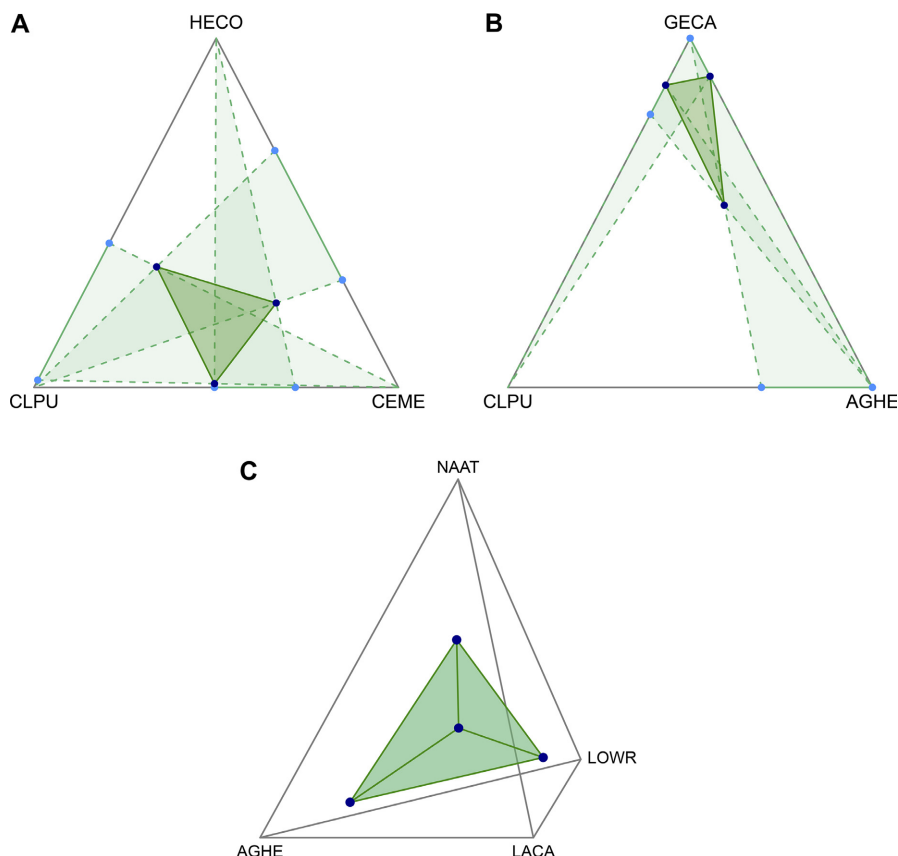 A
HECO
CLPU
CEME
B
GECA
CLPU
AGHE
C
NAAT
LOWR
AGHE
LACA